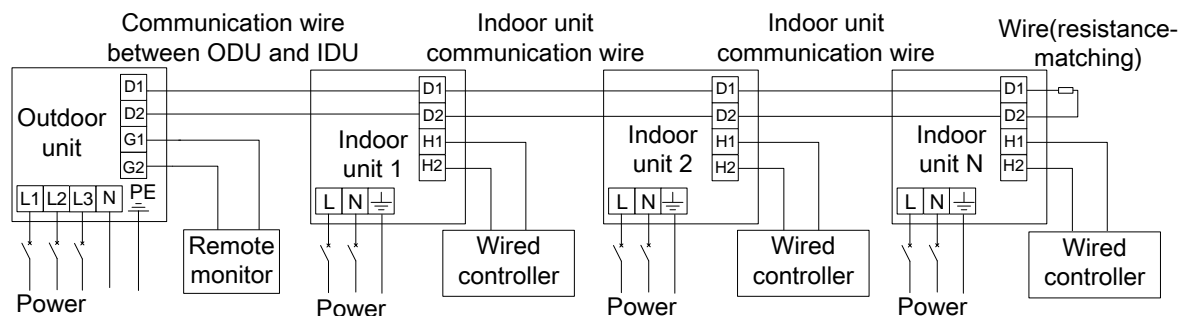 Communication wire
between ODU and IDU
Indoor unit
communication wire
Indoor unit
communication wire
Wire(resistance-
matching)
Outdoor
unit
D1
D2
G1
G2
L1 L2 L3 N PE
Power
Remote
monitor
Indoor
unit 1
D1
D2
H1
H2
L N
Power
Wired
controller
Indoor
unit 2
D1
D2
H1
H2
L N
Power
Wired
controller
Indoor
unit N
D1
D2
H1
H2
L N
Power
Wired
controller